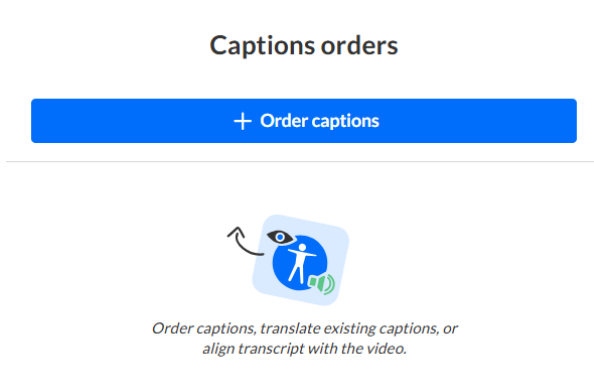 Captions orders
+ Order captions
Order captions, translate existing captions, or
align transcript with the video.